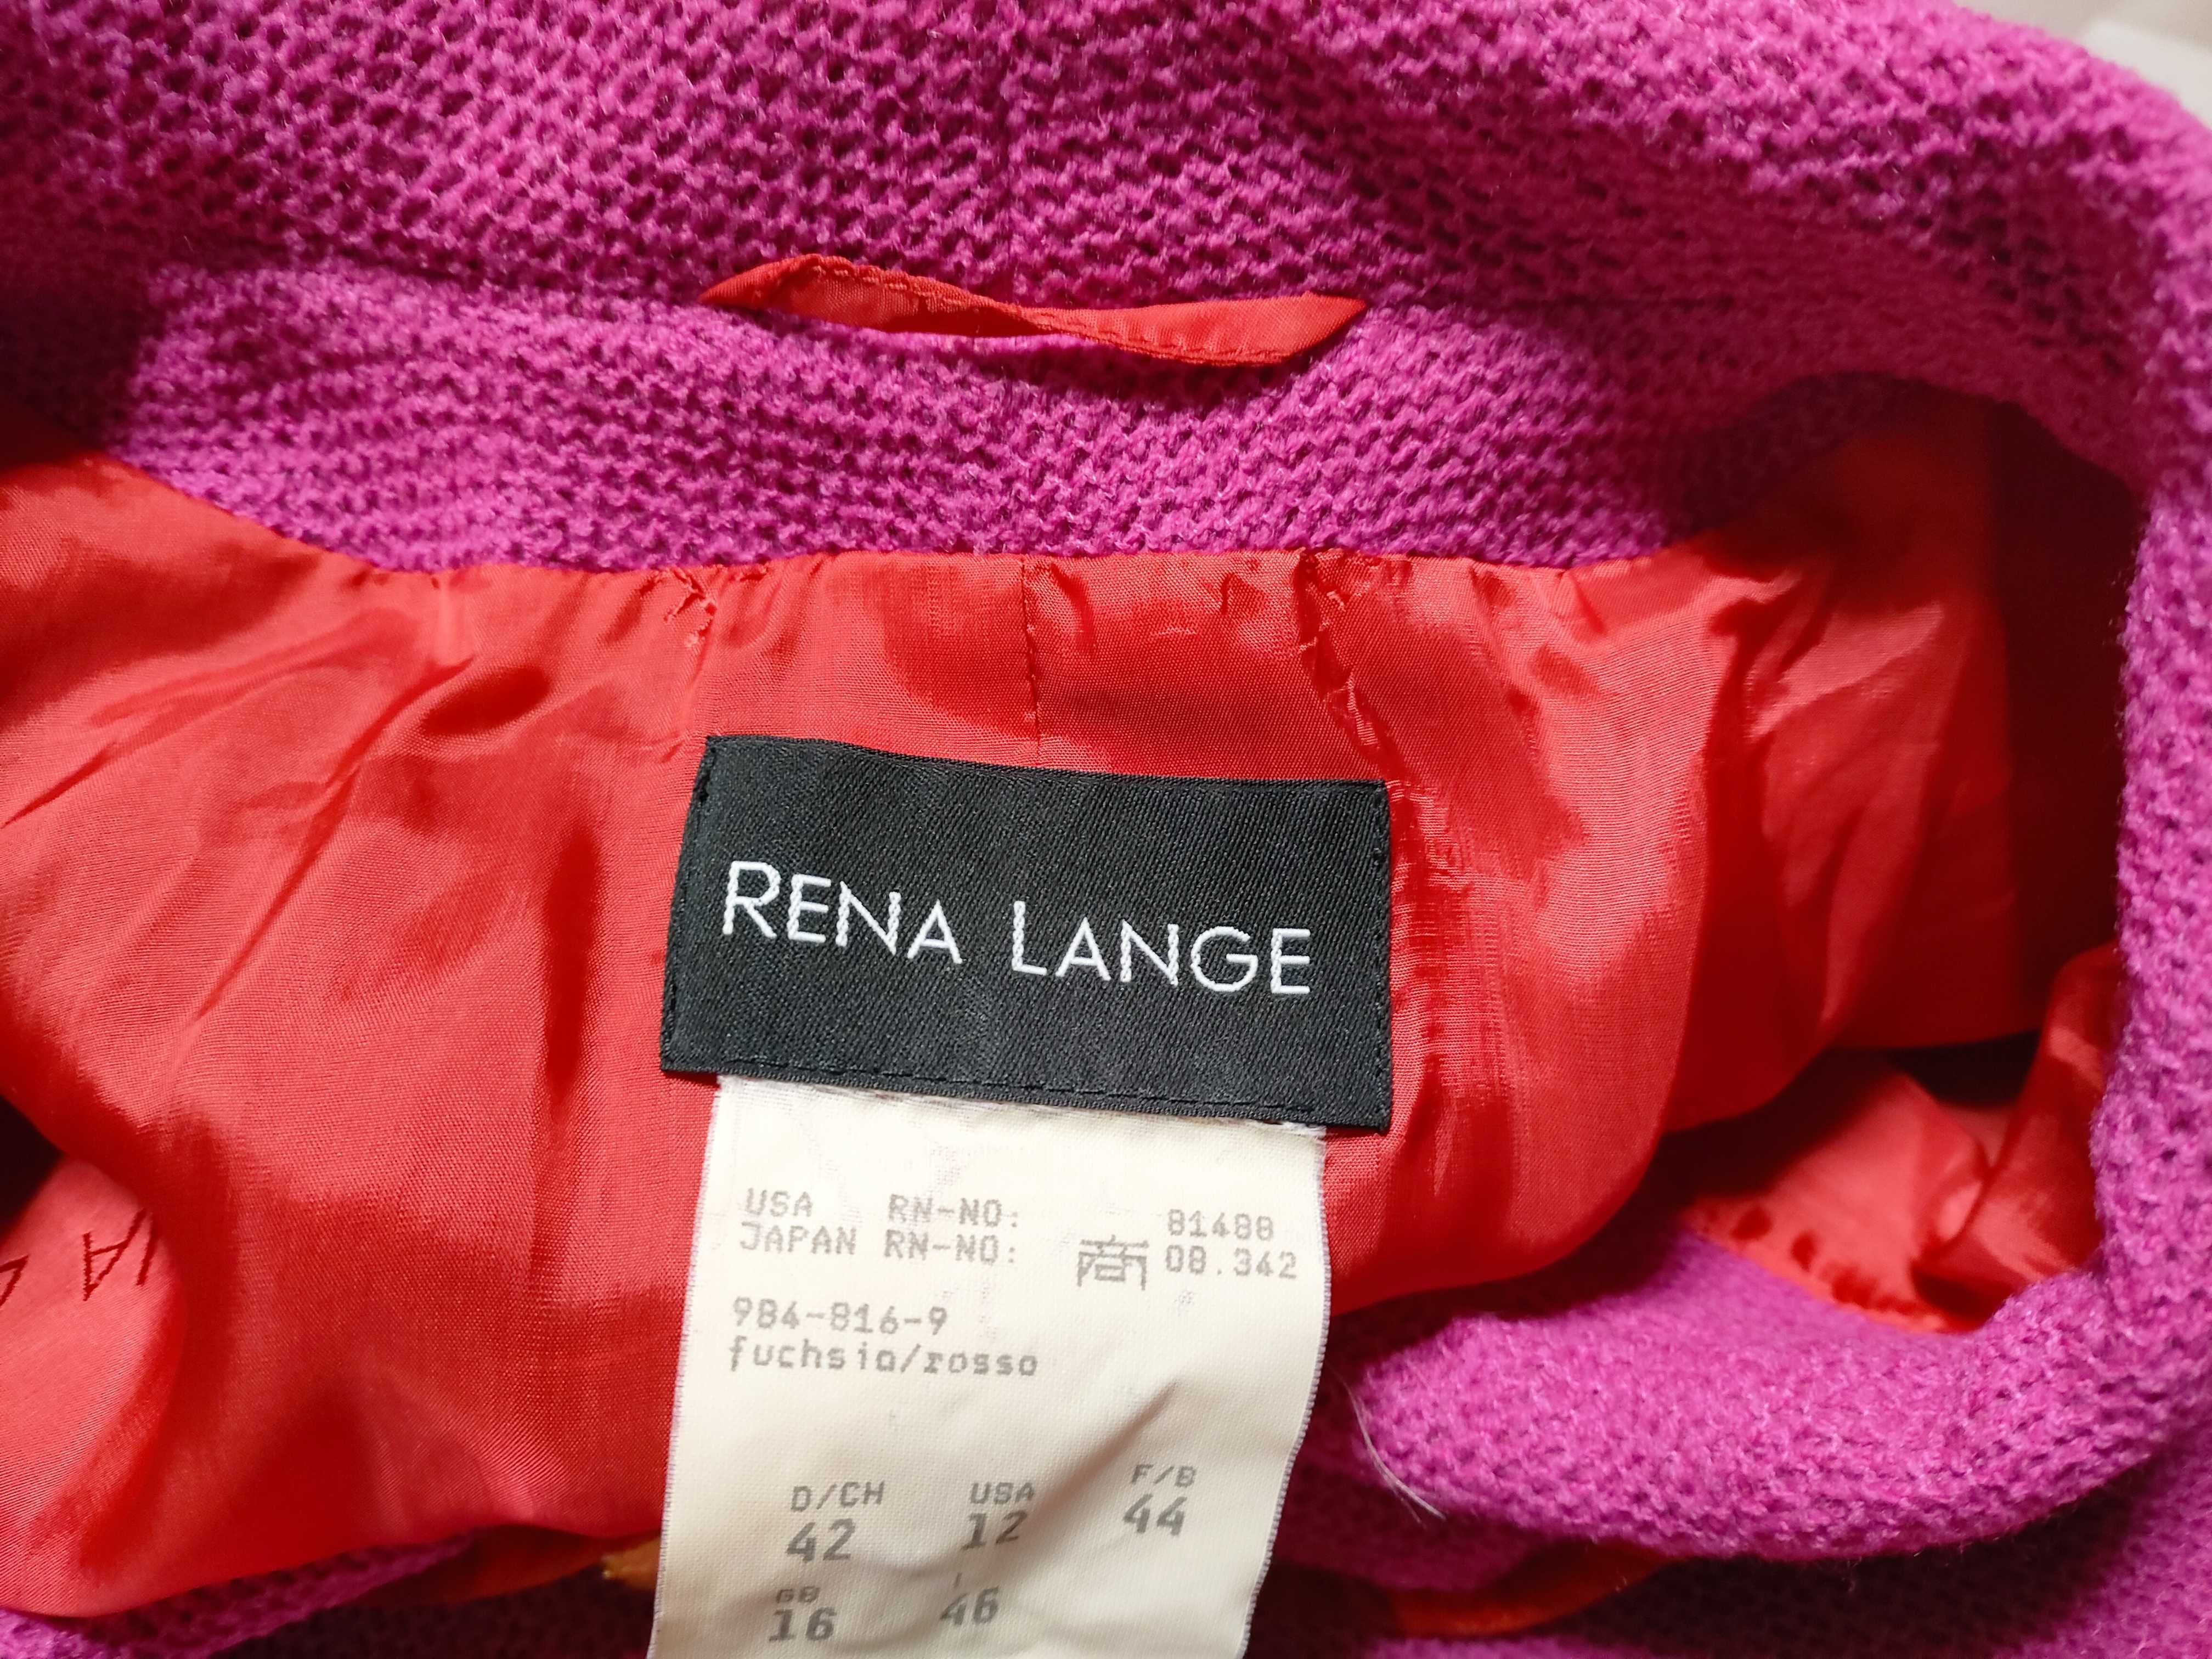 RENA LANGE
USA RN-NO: 81488
JAPAN RN-NO: 商 08.342
984-816-9
fuchsia/rosso
D/CH USA F/B
42 12 44
GB I
16 46